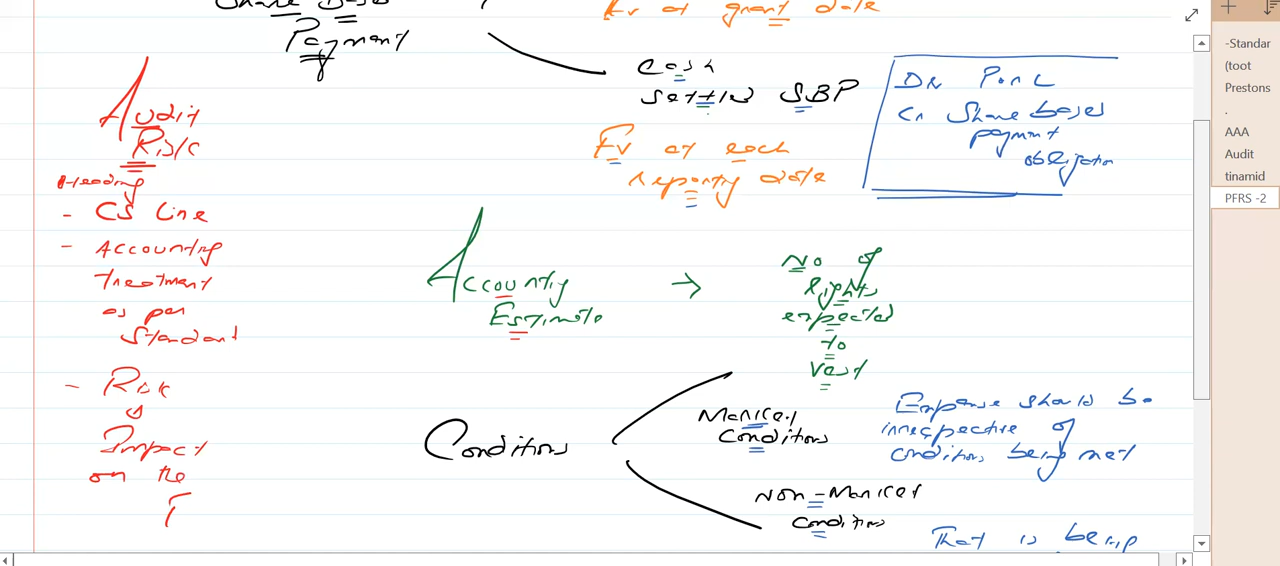 Share Based
Payment
Fv at grant date
Cash
settled SBP
Fv at each
reporting date
Dr P or L
Cr Share based
payment
obligation
Audit
Risk
Heading
- CS Line
- Accounting
treatment
as per
Standard
- Risk
Impact
on the
F
Accounting
Estimate
→
No of
rights
expected
to
vest
Conditions
Market
Conditions
Expense should be
irrespective of
conditions being met
Non-Market
Conditions
That is being
-Standar
(toot
Prestons
.
AAA
Audit
tinamid
PFRS -2